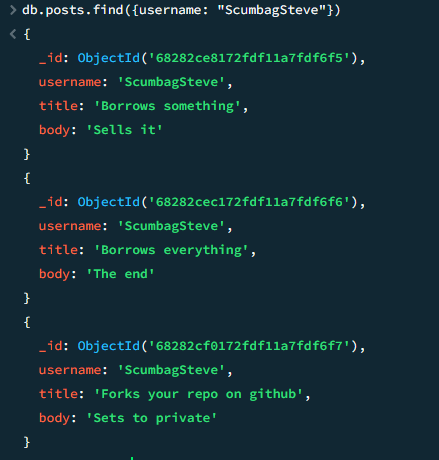 > db.posts.find({username: "ScumbagSteve"})
< {
_id: ObjectId('68282ce8172fdf11a7fdf6f5'),
username: 'ScumbagSteve',
title: 'Borrows something',
body: 'Sells it'
}
{
_id: ObjectId('68282cec172fdf11a7fdf6f6'),
username: 'ScumbagSteve',
title: 'Borrows everything',
body: 'The end'
}
{
_id: ObjectId('68282cf0172fdf11a7fdf6f7'),
username: 'ScumbagSteve',
title: 'Forks your repo on github',
body: 'Sets to private'
}